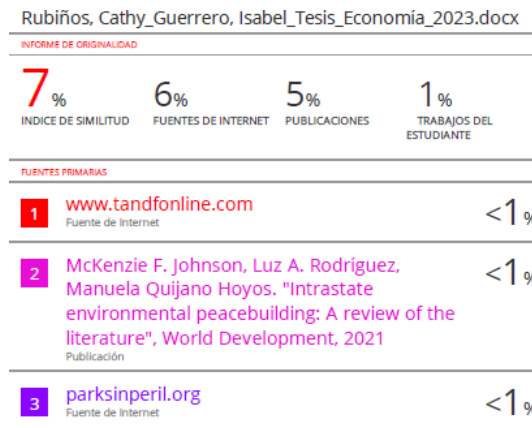 Rubiños, Cathy_Guerrero, Isabel_Tesis_Economía_2023.docx
INFORME DE ORIGINALIDAD
7%
6%
5%
1%
INDICE DE SIMILITUD
FUENTES DE INTERNET
PUBLICACIONES
TRABAJOS DEL
ESTUDIANTE
FUENTES PRIMARIAS
1
www.tandfonline.com
<1%
Fuente de Internet
2
McKenzie F. Johnson, Luz A. Rodríguez,
<1%
Manuela Quijano Hoyos. "Intrastate
environmental peacebuilding: A review of the
literature", World Development, 2021
Publicación
3
parksinperil.org
<1%
Fuente de Internet